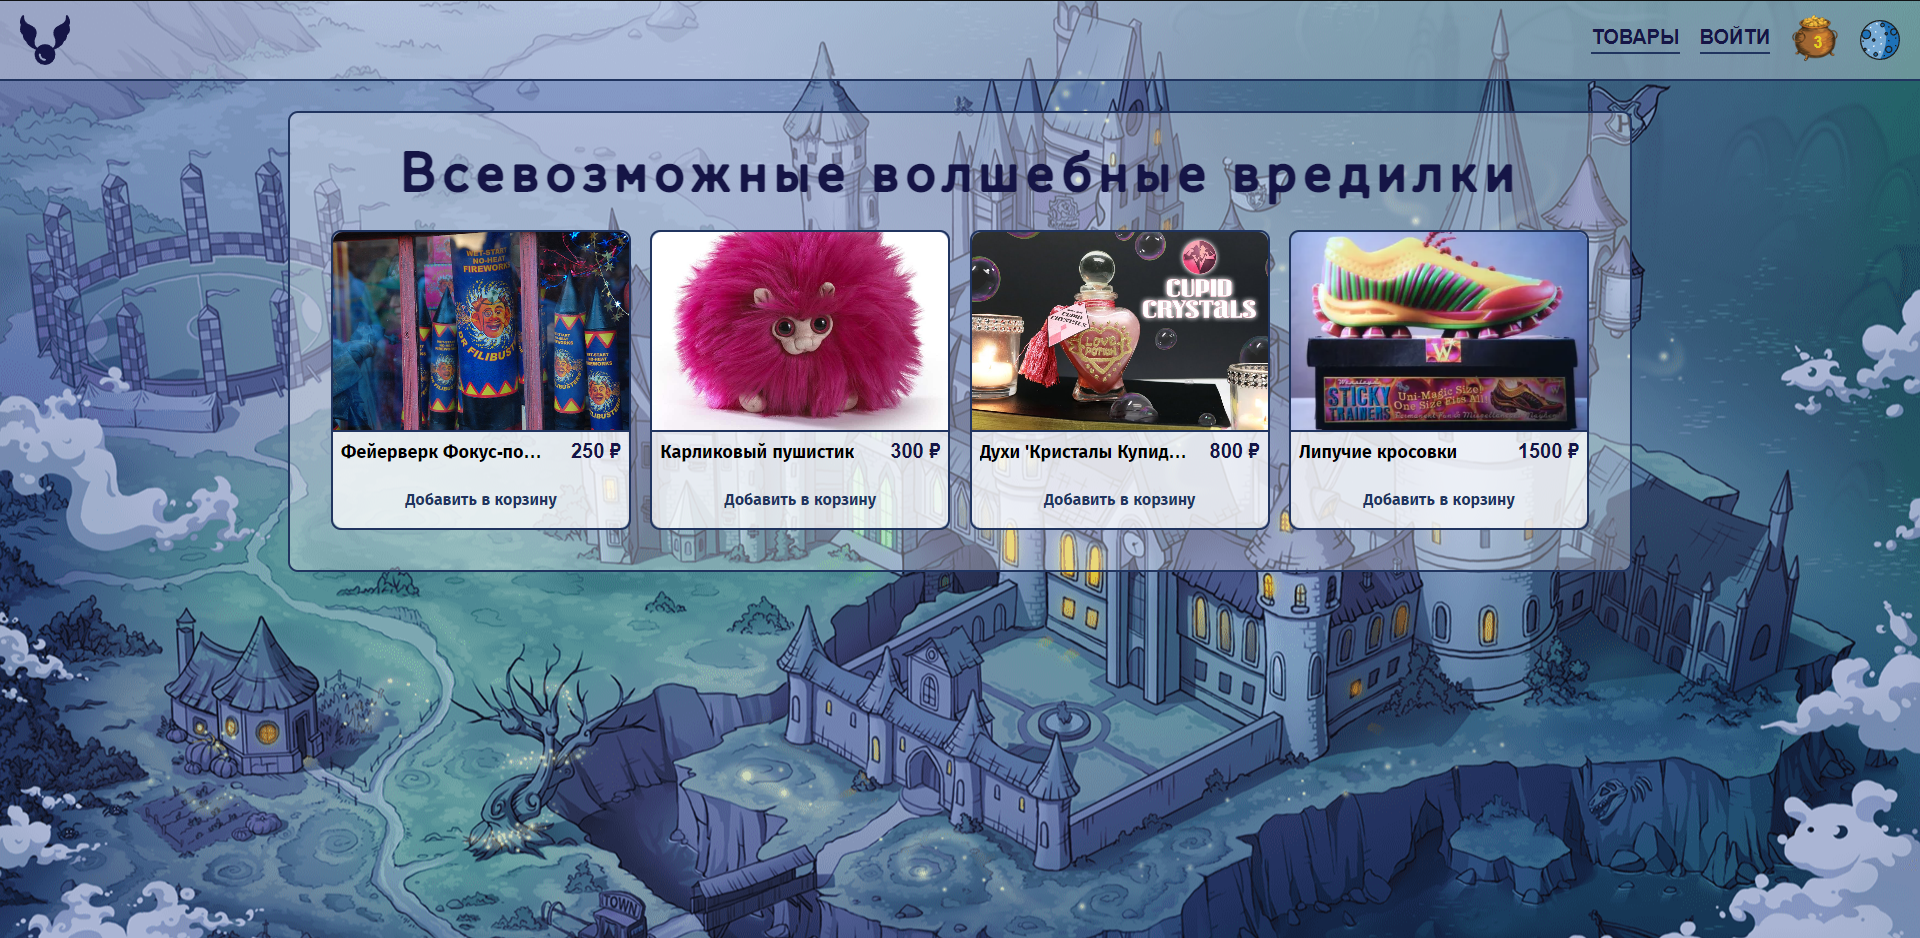 ТОВАРЫ ВОЙТИ 3
Всевозможные волшебные вредилки
WET-START
NO-HEAT
FIREWORKS
CUPID
CRYSTALS
LOVE
POTION
W
STICKY
TRAINERS
Uni-Magic Size!
One Size Fits All!
Фейерверк Фокус-по... 250 ₽
Карликовый пушистик 300 ₽
Духи 'Кристалы Купид... 800 ₽
Липучие кросовки 1500 ₽
Добавить в корзину
Добавить в корзину
Добавить в корзину
Добавить в корзину
H
TOWN